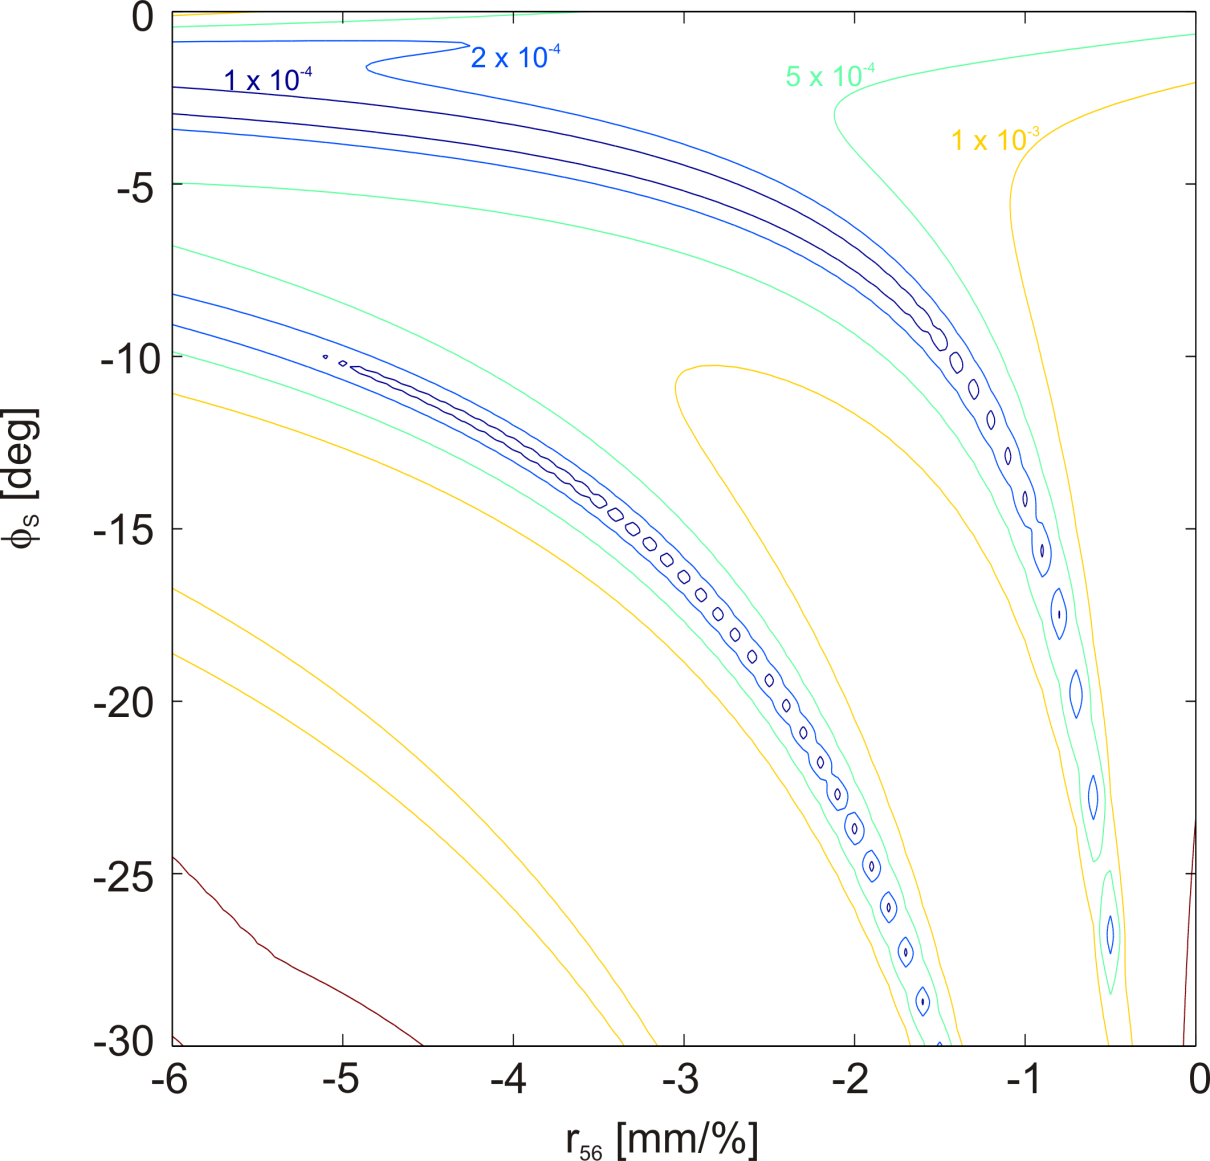 0
2 x 10⁻⁴
5 x 10⁻⁴
1 x 10⁻⁴
1 x 10⁻³
-5
-10
-15
-20
-25
-30
ϕS [deg]
-6 -5 -4 -3 -2 -1 0
r56 [mm/%]